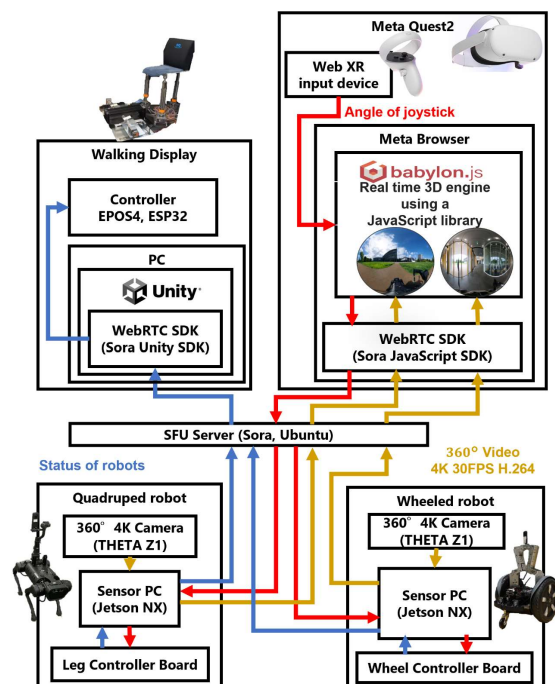 Meta Quest2
Web XR
input device
Angle of joystick
Meta Browser
babylon.js
Real time 3D engine
using a
JavaScript library
WebRTC SDK
(Sora JavaScript SDK)
Walking Display
Controller
EPOS4, ESP32
PC
Unity
WebRTC SDK
(Sora Unity SDK)
SFU Server (Sora, Ubuntu)
Status of robots
360° Video
4K 30FPS H.264
Quadruped robot
360° 4K Camera
(THETA Z1)
Sensor PC
(Jetson NX)
Leg Controller Board
Wheeled robot
360° 4K Camera
(THETA Z1)
Sensor PC
(Jetson NX)
Wheel Controller Board